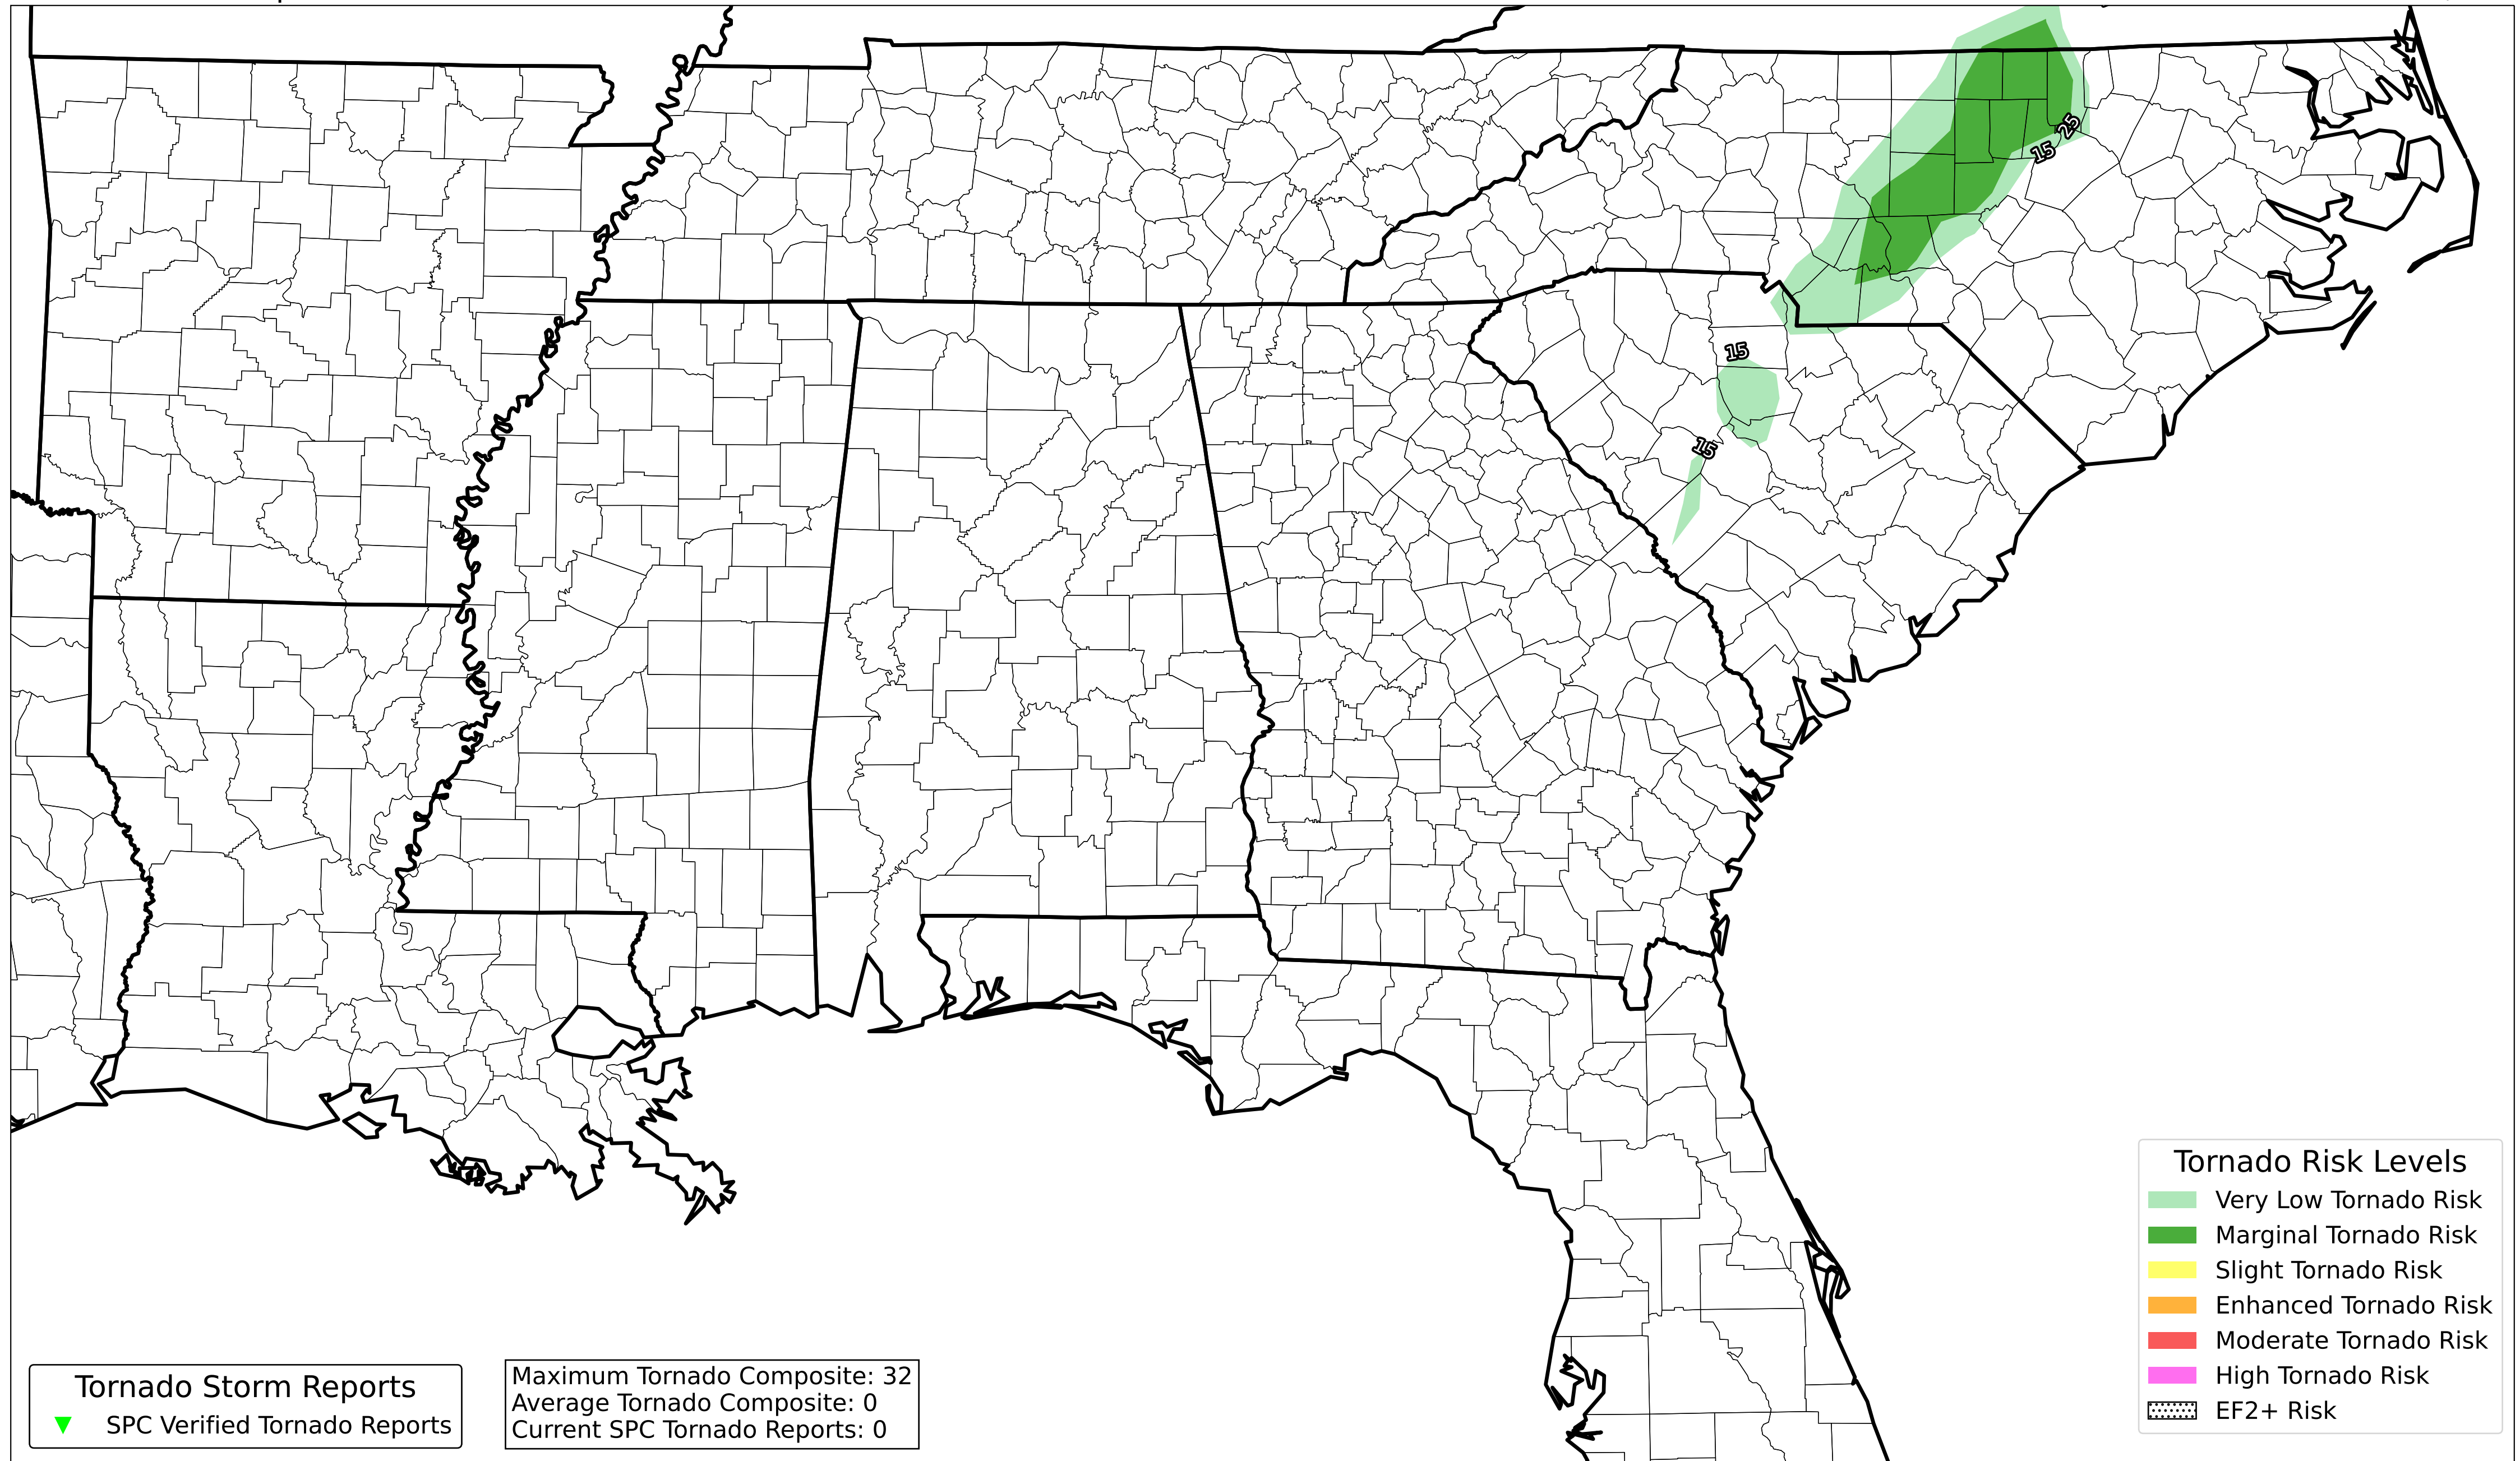 25
15
15
15
Tornado Risk Levels
Very Low Tornado Risk
Marginal Tornado Risk
Slight Tornado Risk
Enhanced Tornado Risk
Moderate Tornado Risk
High Tornado Risk
EF2+ Risk
Tornado Storm Reports
SPC Verified Tornado Reports
Maximum Tornado Composite: 32
Average Tornado Composite: 0
Current SPC Tornado Reports: 0